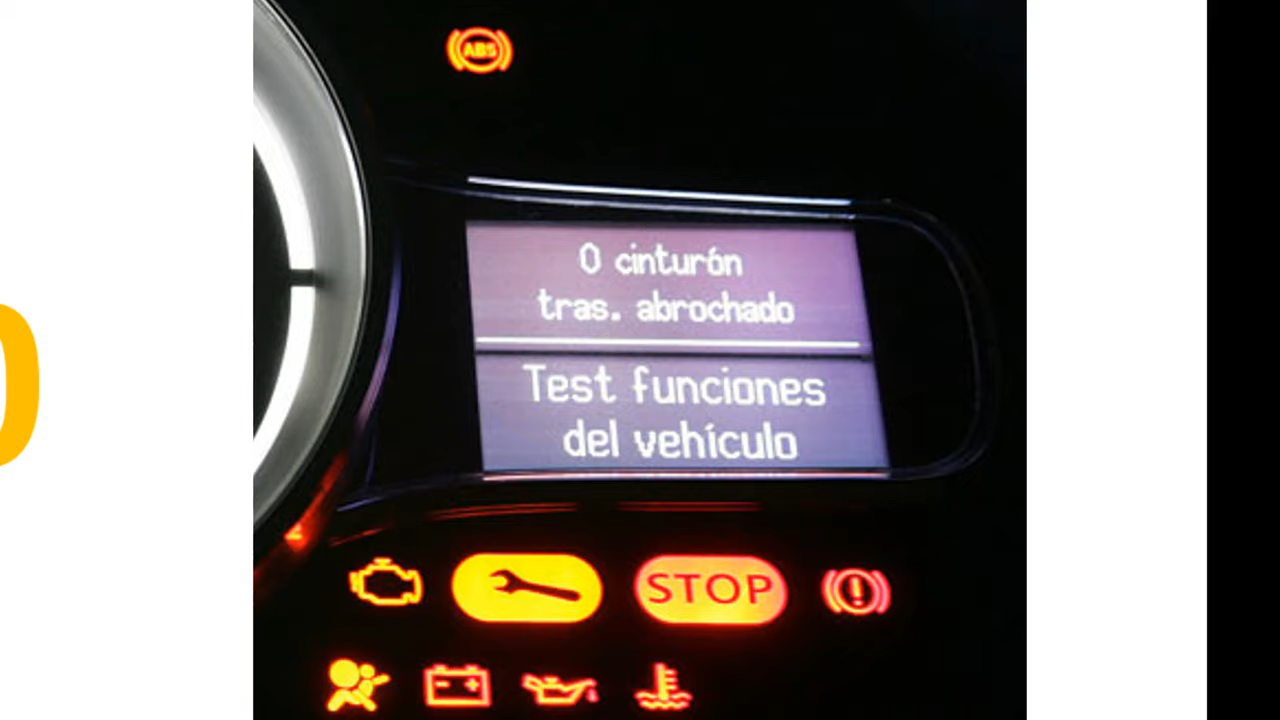 ABS
0 cinturón
tras. abrochado
Test funciones
del vehículo
STOP